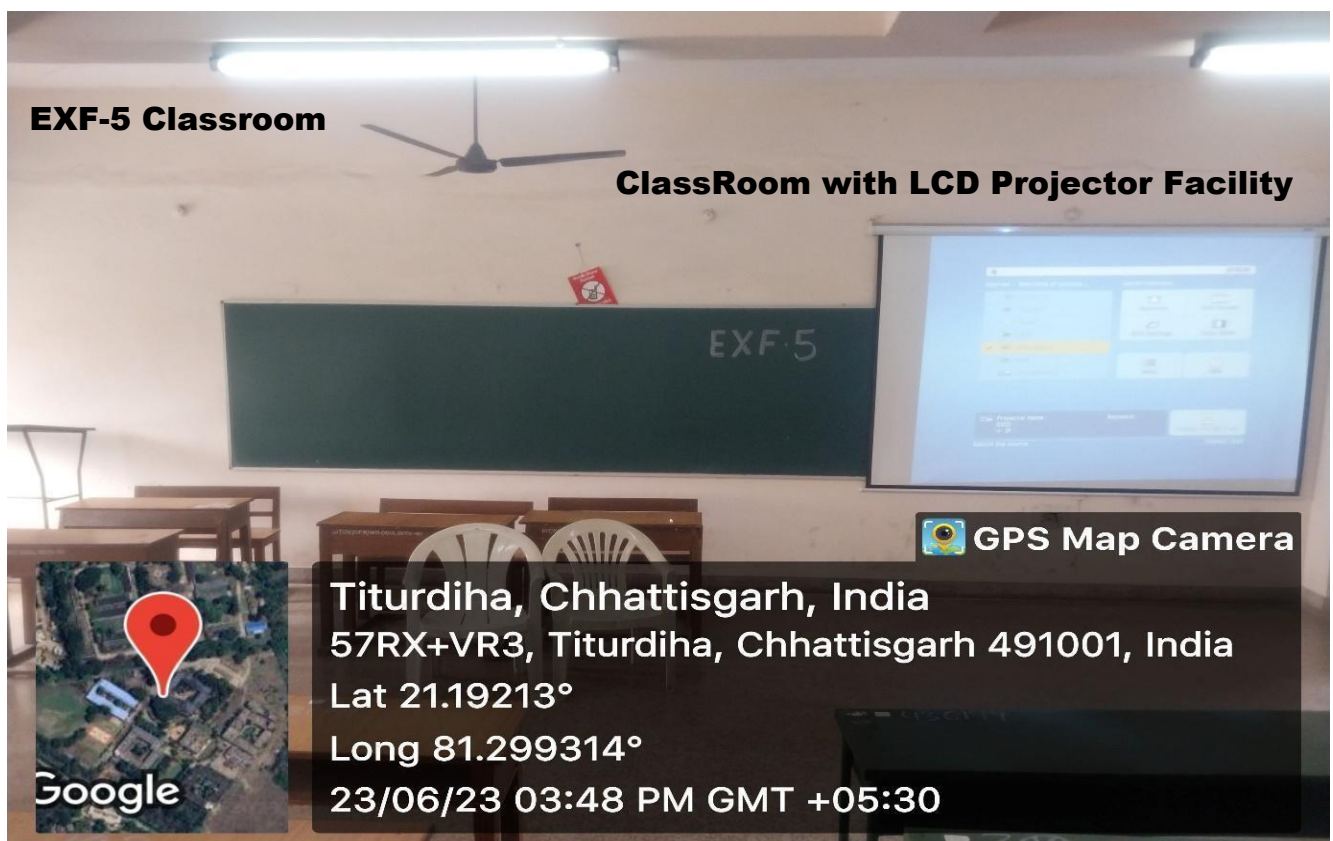 EXF-5 Classroom
ClassRoom with LCD Projector Facility
EXF·5
GPS Map Camera
Titurdiha, Chhattisgarh, India
57RX+VR3, Titurdiha, Chhattisgarh 491001, India
Lat 21.19213°
Long 81.299314°
23/06/23 03:48 PM GMT +05:30
Google